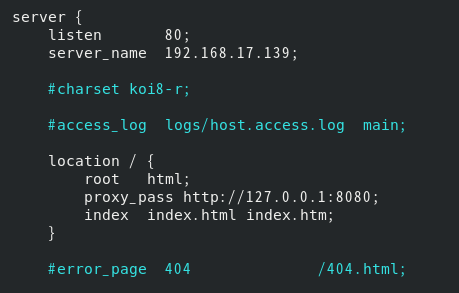 server {
    listen       80;
    server_name  192.168.17.139;
    #charset koi8-r;
    #access_log  logs/host.access.log  main;
    location / {
        root   html;
        proxy_pass http://127.0.0.1:8080;
        index  index.html index.htm;
    }
    #error_page  404              /404.html;